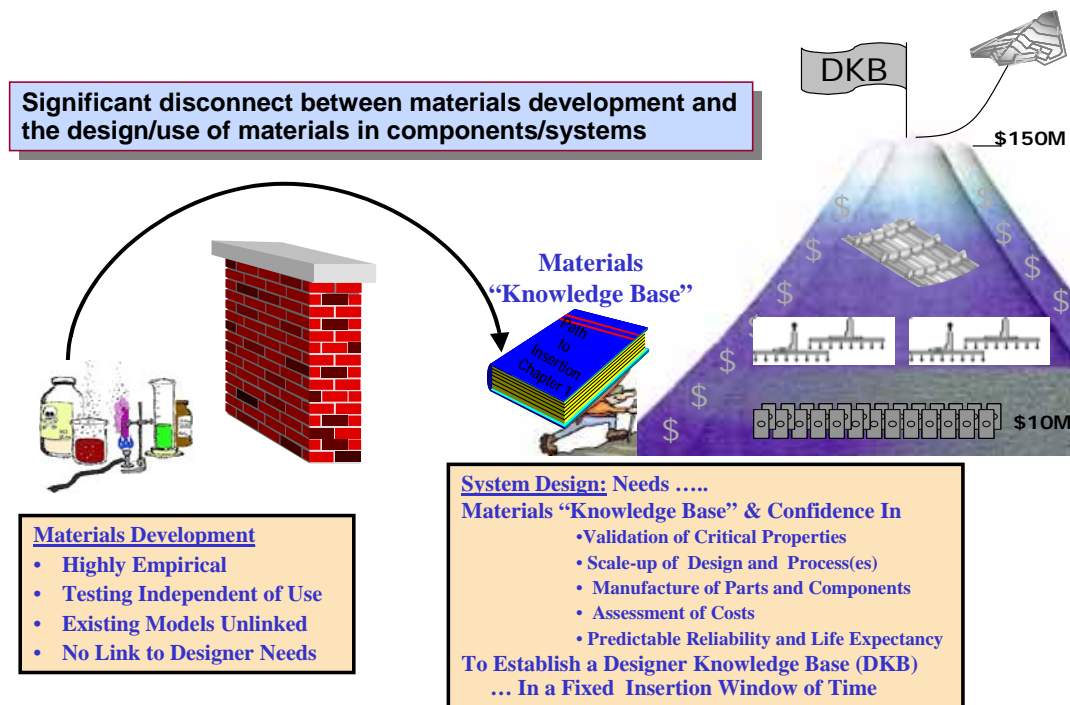 DKB
Significant disconnect between materials development and
the design/use of materials in components/systems
$150M
Materials
“Knowledge Base”
Path
to
Insertion
Chapter 1
$ $ $ $ $
$ $ $ $
$10M
Materials Development
• Highly Empirical
• Testing Independent of Use
• Existing Models Unlinked
• No Link to Designer Needs
System Design: Needs …..
Materials “Knowledge Base” & Confidence In
•Validation of Critical Properties
• Scale-up of Design and Process(es)
• Manufacture of Parts and Components
• Assessment of Costs
• Predictable Reliability and Life Expectancy
To Establish a Designer Knowledge Base (DKB)
… In a Fixed Insertion Window of Time